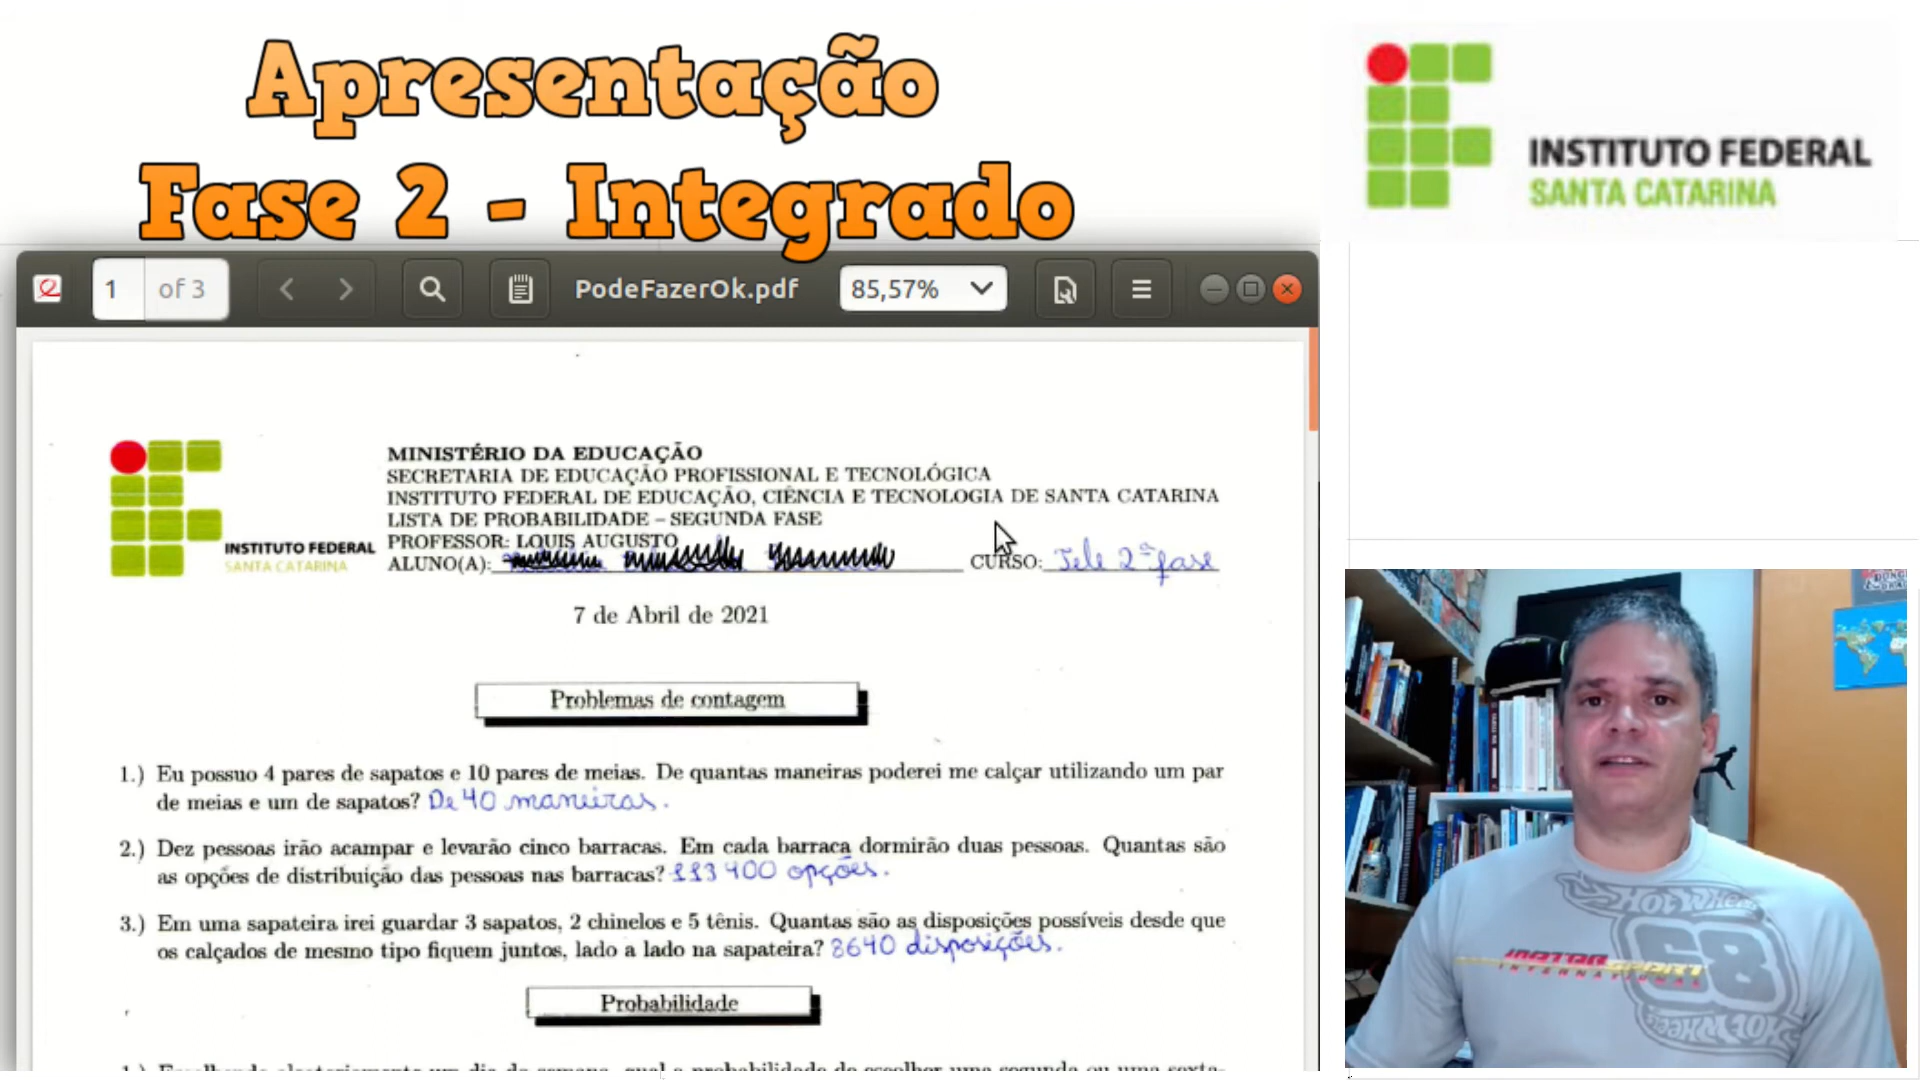 Apresentação
Fase 2 - Integrado
INSTITUTO FEDERAL
SANTA CATARINA
1 of 3
PodeFazerOk.pdf
85,57%
INSTITUTO FEDERAL
SANTA CATARINA
MINISTÉRIO DA EDUCAÇÃO
SECRETARIA DE EDUCAÇÃO PROFISSIONAL E TECNOLÓGICA
INSTITUTO FEDERAL DE EDUCAÇÃO, CIÊNCIA E TECNOLOGIA DE SANTA CATARINA
LISTA DE PROBABILIDADE – SEGUNDA FASE
PROFESSOR: LOUIS AUGUSTO
ALUNO(A): CURSO: Tele 2ª fase
7 de Abril de 2021
Problemas de contagem
1.) Eu possuo 4 pares de sapatos e 10 pares de meias. De quantas maneiras poderei me calçar utilizando um par
de meias e um de sapatos? De 40 maneiras.
2.) Dez pessoas irão acampar e levarão cinco barracas. Em cada barraca dormirão duas pessoas. Quantas são
as opções de distribuição das pessoas nas barracas? 113 400 opções.
3.) Em uma sapateira irei guardar 3 sapatos, 2 chinelos e 5 tênis. Quantas são as disposições possíveis desde que
os calçados de mesmo tipo fiquem juntos, lado a lado na sapateira? 8640 disposições.
Probabilidade
HOT WHEELS
68